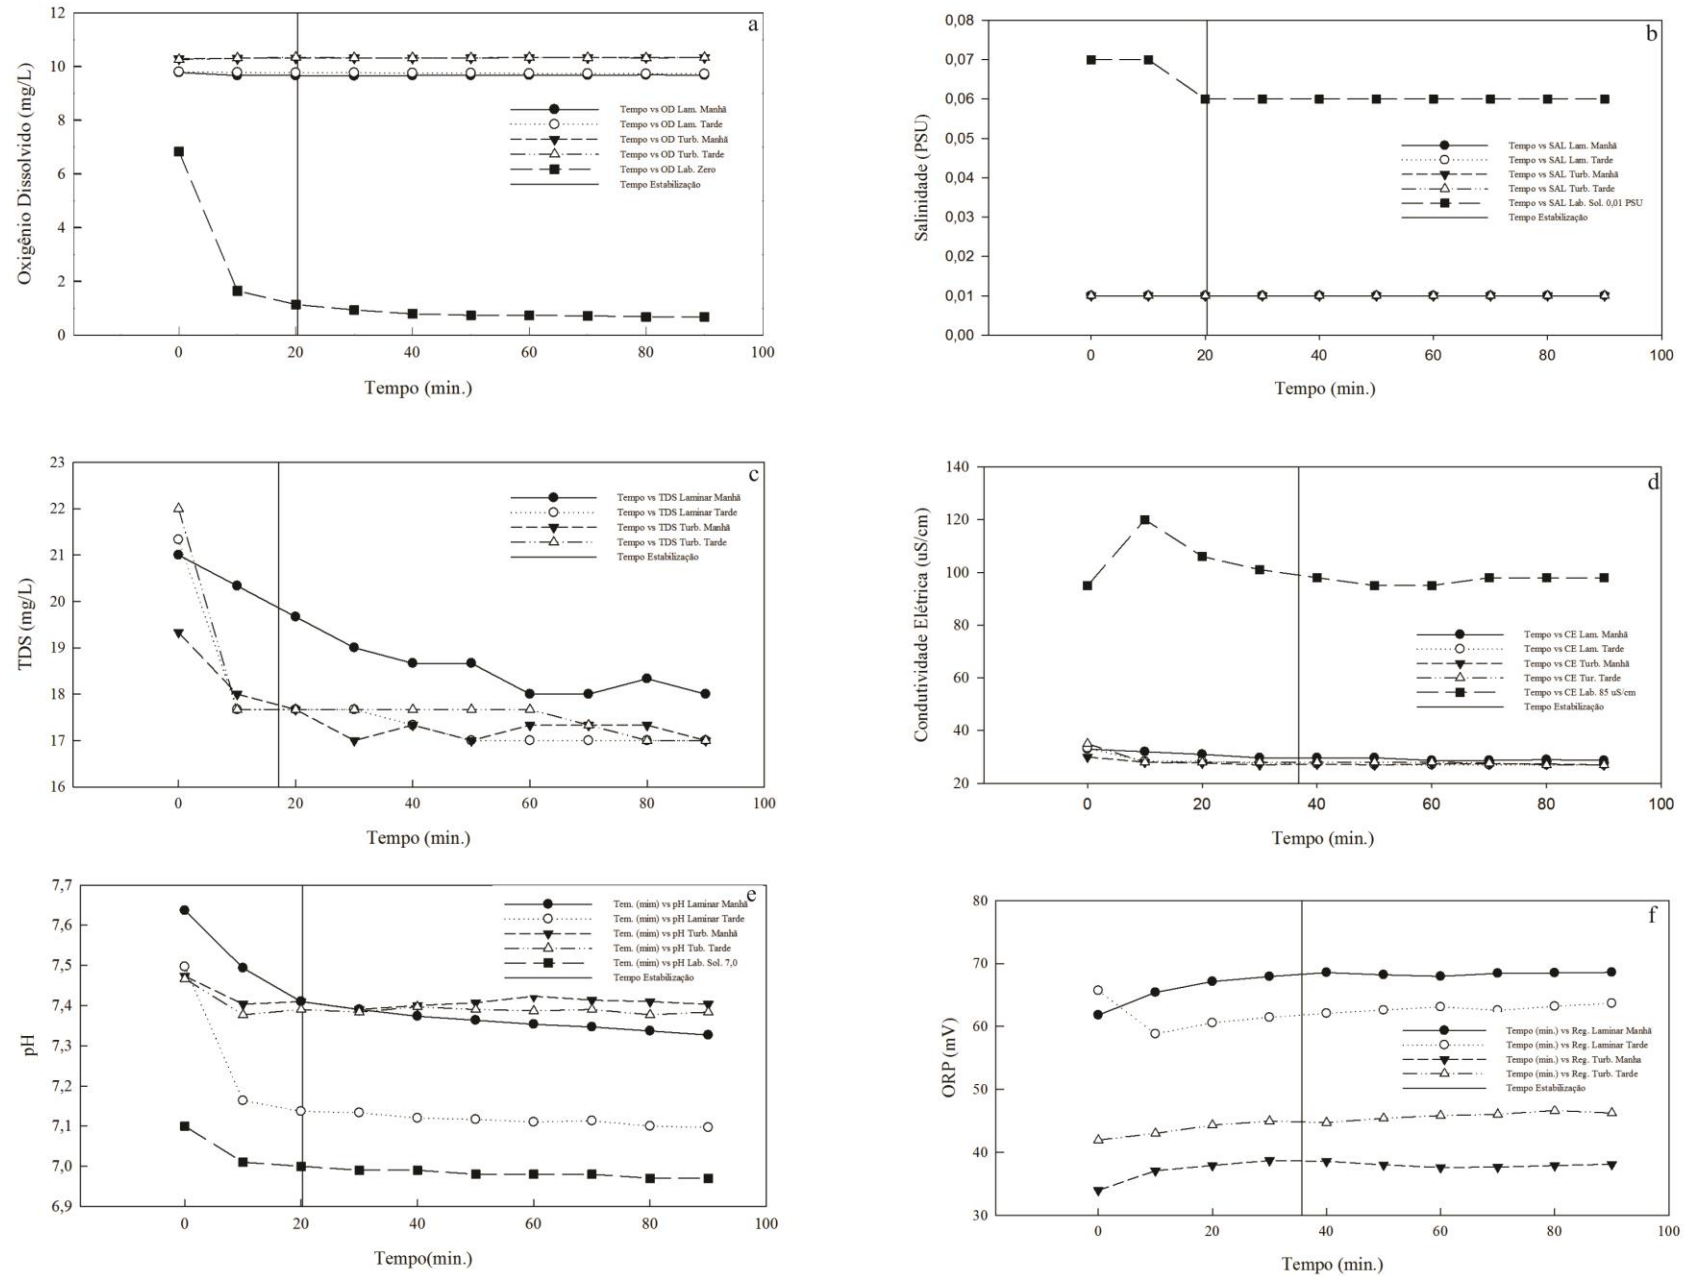 a
Oxigênio Dissolvido (mg/L)
12
10
8
6
4
2
0
Tempo vs OD Lam. Manhã
Tempo vs OD Lam. Tarde
Tempo vs OD Turb. Manhã
Tempo vs OD Turb. Tarde
Tempo vs OD Lab. Zero
Tempo Estabilização
0 20 40 60 80 100
Tempo (min.)
b
Salinidade (PSU)
0,08
0,07
0,06
0,05
0,04
0,03
0,02
0,01
0,00
Tempo vs SAL Lam. Manhã
Tempo vs SAL Lam. Tarde
Tempo vs SAL Turb. Manhã
Tempo vs SAL Turb. Tarde
Tempo vs SAL Lab. Sol. 0,01 PSU
Tempo Estabilização
0 20 40 60 80 100
Tempo (min.)
c
TDS (mg/L)
23
22
21
20
19
18
17
16
Tempo vs TDS Laminar Manhã
Tempo vs TDS Laminar Tarde
Tempo vs TDS Turb. Manhã
Tempo vs TDS Turb. Tarde
Tempo Estabilização
0 20 40 60 80 100
Tempo (min.)
d
Condutividade Elétrica (uS/cm)
140
120
100
80
60
40
20
Tempo vs CE Lam. Manhã
Tempo vs CE Lam. Tarde
Tempo vs CE Turb. Manhã
Tempo vs CE Tur. Tarde
Tempo vs CE Lab. 85 uS/cm
Tempo Estabilização
0 20 40 60 80 100
Tempo (min.)
e
pH
7,7
7,6
7,5
7,4
7,3
7,2
7,1
7,0
6,9
Tem. (mim) vs pH Laminar Manhã
Tem. (mim) vs pH Laminar Tarde
Tem. (mim) vs pH Turb. Manhã
Tem. (mim) vs pH Tub. Tarde
Tem. (mim) vs pH Lab. Sol. 7,0
Tempo Estabilização
0 20 40 60 80 100
Tempo(min.)
f
ORP (mV)
80
70
60
50
40
30
Tempo (min.) vs Reg. Laminar Manhã
Tempo (min.) vs Reg. Laminar Tarde
Tempo (min.) vs Reg. Turb. Manha
Tempo (min.) vs Reg. Turb. Tarde
Tempo Estabilização
0 20 40 60 80 100
Tempo (min.)